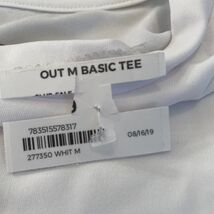 OUT M BASIC TEE
783515578317
277350 WHIT M
08/16/19